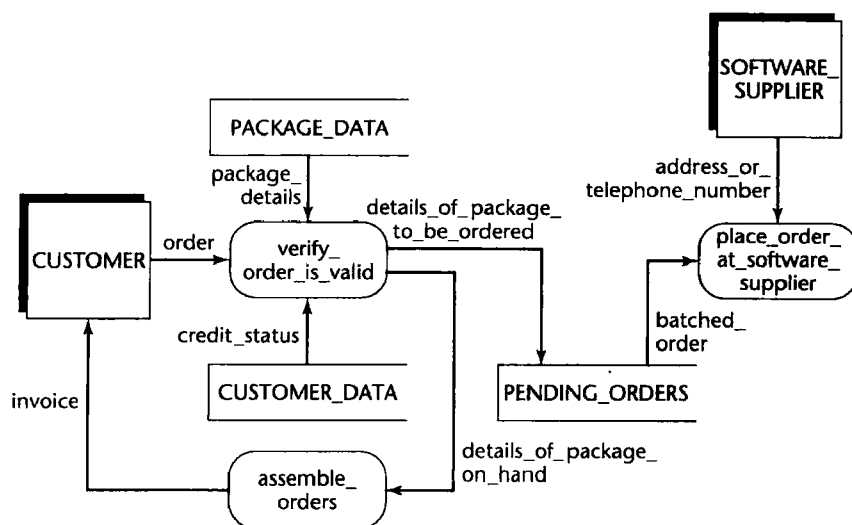 SOFTWARE_
SUPPLIER
PACKAGE_DATA
package_
details
address_or_
telephone_number
details_of_package_
to_be_ordered
CUSTOMER
order
verify_
order_is_valid
place_order_
at_software_
supplier
credit_status
batched_
order
invoice
CUSTOMER_DATA
PENDING_ORDERS
details_of_package_
on_hand
assemble_
orders